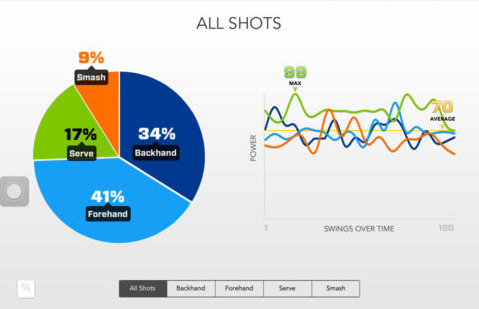 ALL SHOTS
9%
Smash
17%
Serve
34%
Backhand
41%
Forehand
88
MAX
70
AVERAGE
POWER
1
SWINGS OVER TIME
180
%
All Shots
Backhand
Forehand
Serve
Smash